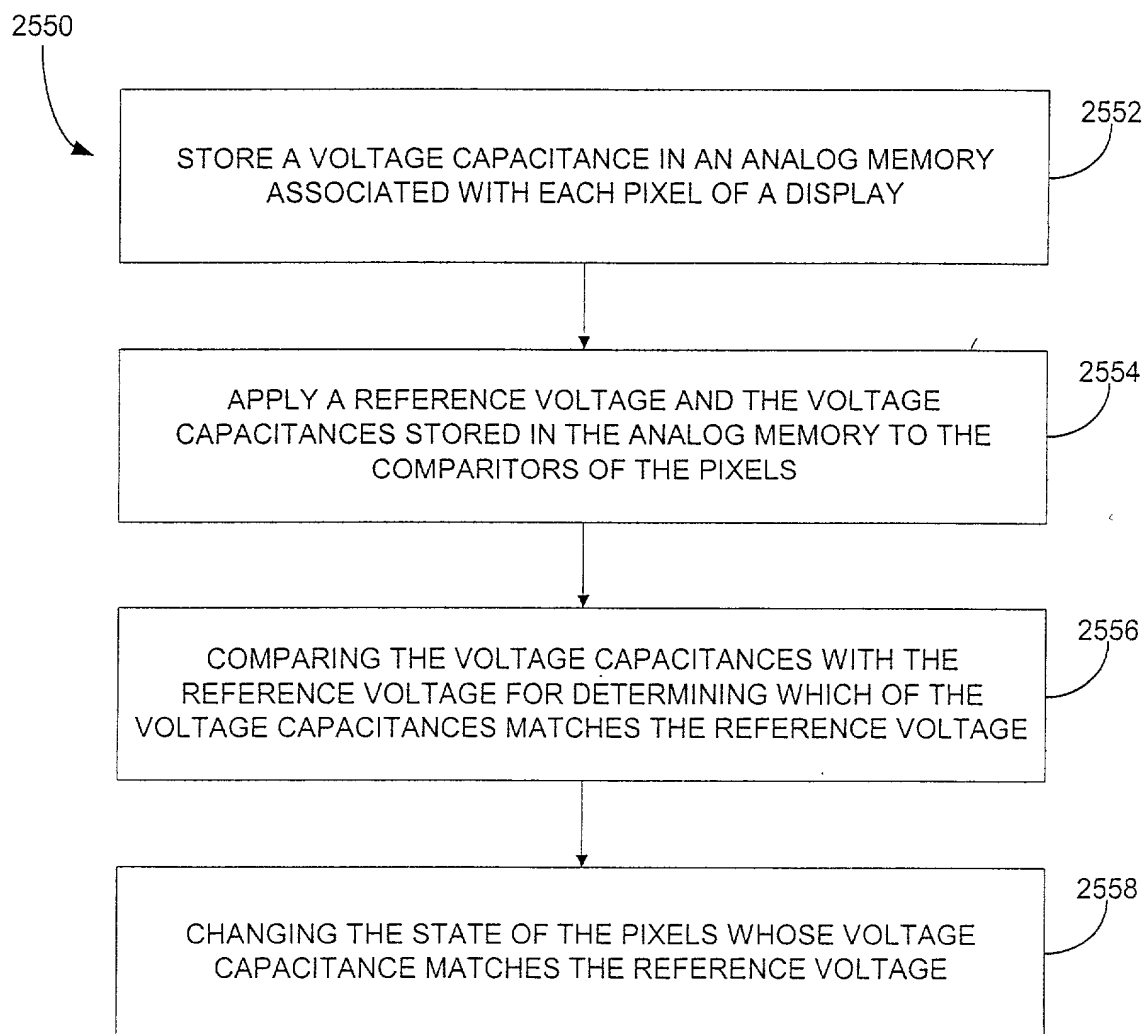 2550
STORE A VOLTAGE CAPACITANCE IN AN ANALOG MEMORY
ASSOCIATED WITH EACH PIXEL OF A DISPLAY
2552
APPLY A REFERENCE VOLTAGE AND THE VOLTAGE
CAPACITANCES STORED IN THE ANALOG MEMORY TO THE
COMPARITORS OF THE PIXELS
2554
COMPARING THE VOLTAGE CAPACITANCES WITH THE
REFERENCE VOLTAGE FOR DETERMINING WHICH OF THE
VOLTAGE CAPACITANCES MATCHES THE REFERENCE VOLTAGE
2556
CHANGING THE STATE OF THE PIXELS WHOSE VOLTAGE
CAPACITANCE MATCHES THE REFERENCE VOLTAGE
2558